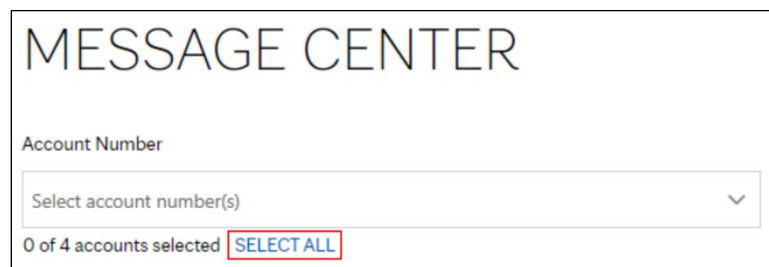 MESSAGE CENTER
Account Number
Select account number(s)
0 of 4 accounts selected SELECT ALL